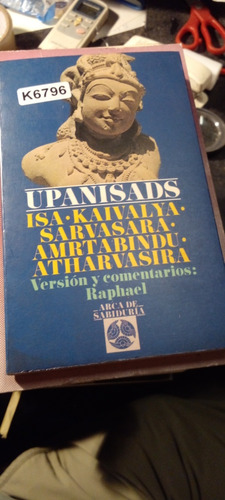 K6796
UPANISADS
ISA·KAIVALYA·
SARVASARA·
AMRTABINDU·
ATHARVASIRA
Versión y comentarios:
Raphael
ARCA DE
SABIDURÍA